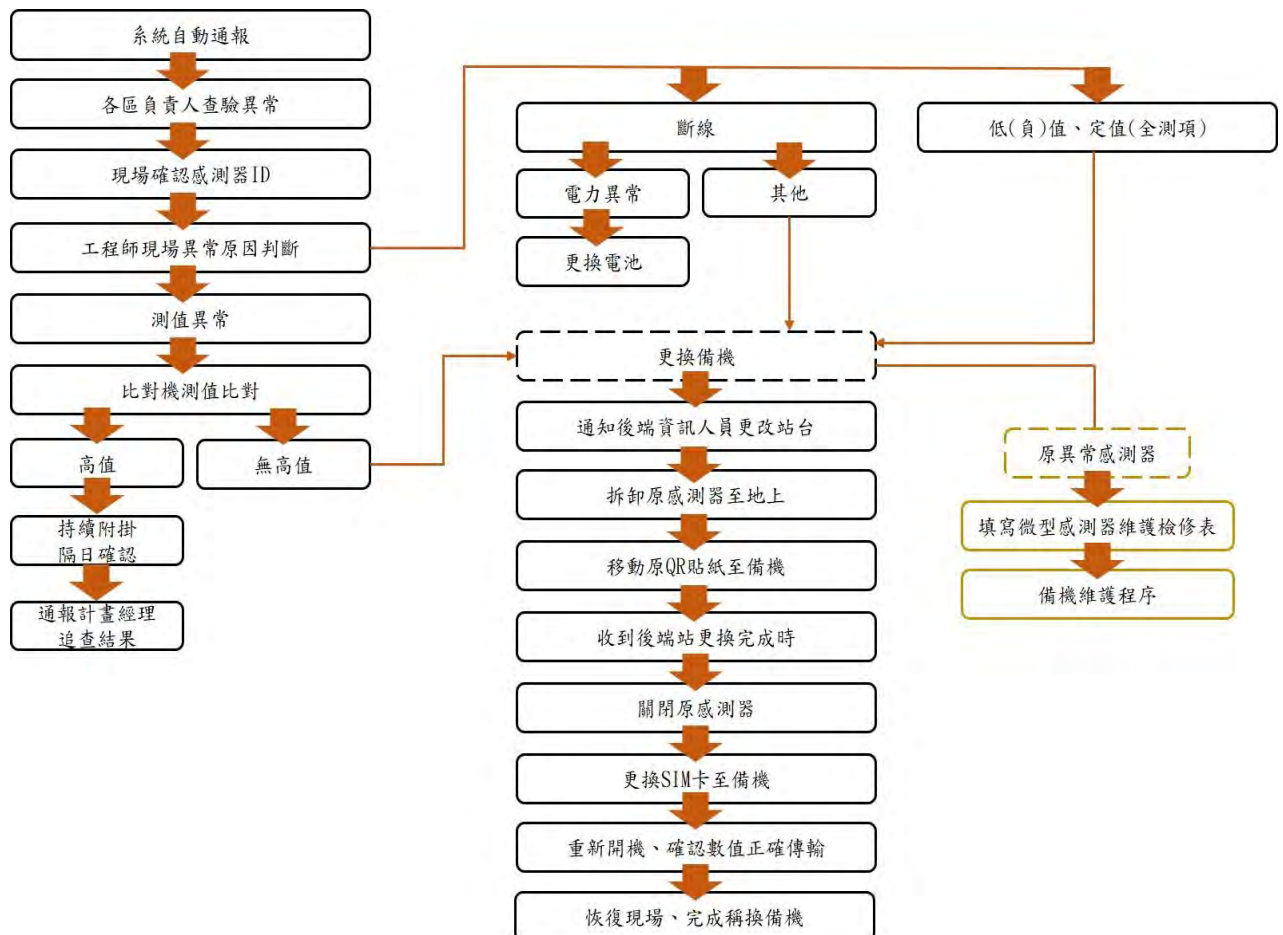 系統自動通報
各區負責人查驗異常
現場確認感測器ID
工程師現場異常原因判斷
測值異常
比對機測值比對
高值
無高值
持續附掛
隔日確認
通報計畫經理
追查結果
斷線
電力異常
其他
更換電池
低(負)值、定值(全測項)
更換備機
通知後端資訊人員更改站台
拆卸原感測器至地上
移動原QR貼紙至備機
收到後端站更換完成時
關閉原感測器
更換SIM卡至備機
重新開機、確認數值正確傳輸
恢復現場、完成稱換備機
原異常感測器
填寫微型感測器維護檢修表
備機維護程序